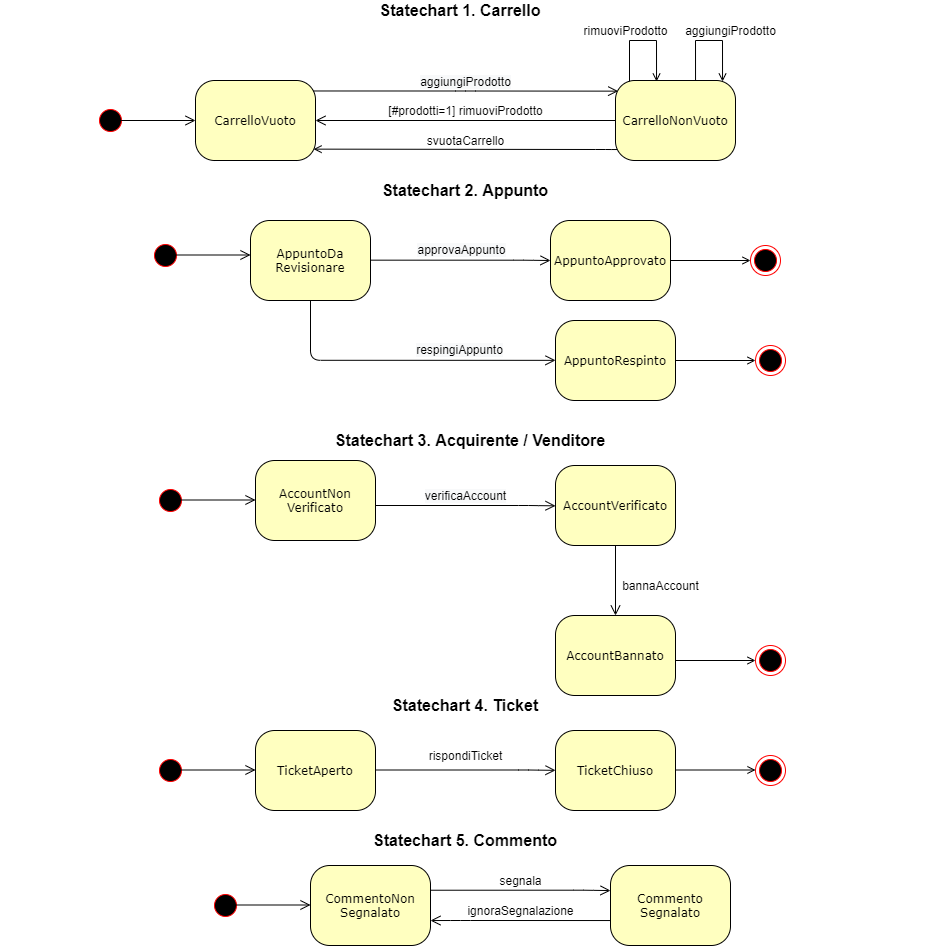 Statechart 1. Carrello
rimuoviProdotto
aggiungiProdotto
aggiungiProdotto
CarrelloVuoto
[#prodotti=1] rimuoviProdotto
CarrelloNonVuoto
svuotaCarrello
Statechart 2. Appunto
AppuntoDa
Revisionare
approvaAppunto
AppuntoApprovato
respingiAppunto
AppuntoRespinto
Statechart 3. Acquirente / Venditore
AccountNon
Verificato
verificaAccount
AccountVerificato
bannaAccount
AccountBannato
Statechart 4. Ticket
TicketAperto
rispondiTicket
TicketChiuso
Statechart 5. Commento
CommentoNon
Segnalato
segnala
ignoraSegnalazione
Commento
Segnalato